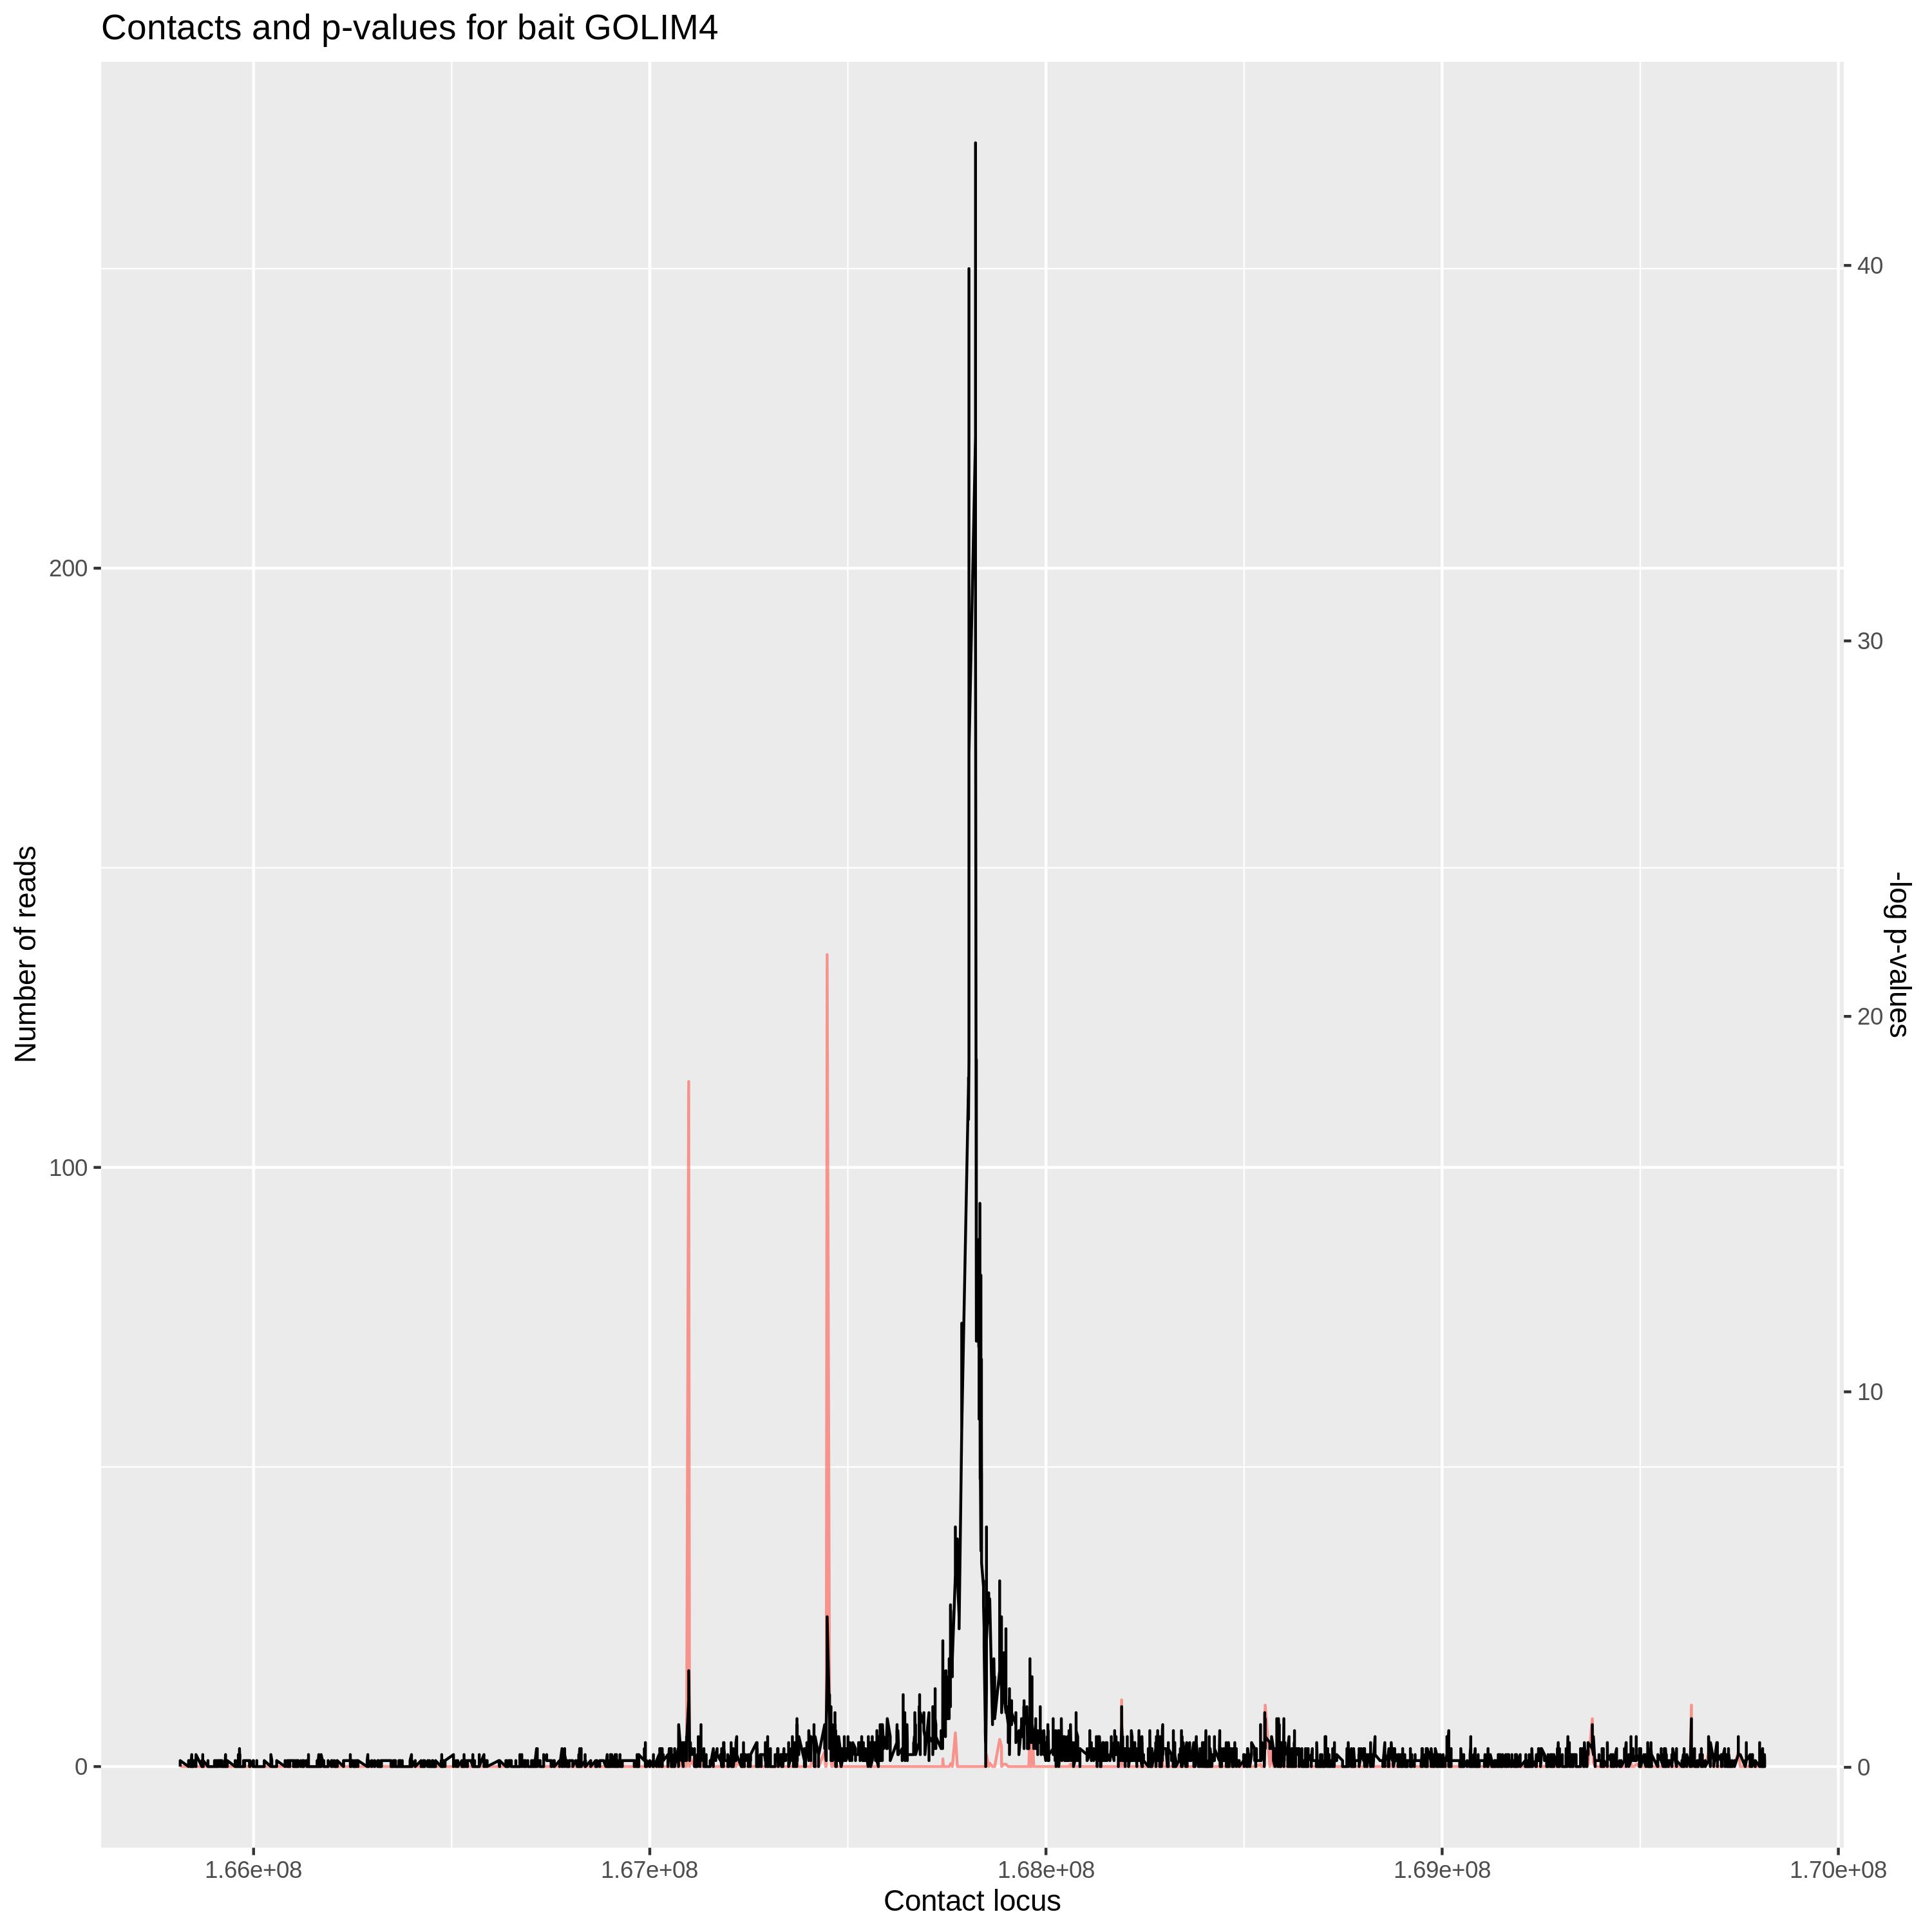 Contacts and p-values for bait GOLIM4
Number of reads
200
100
0
40
30
20
10
0
-log p-values
1.66e+08
1.67e+08
1.68e+08
1.69e+08
1.70e+08
Contact locus